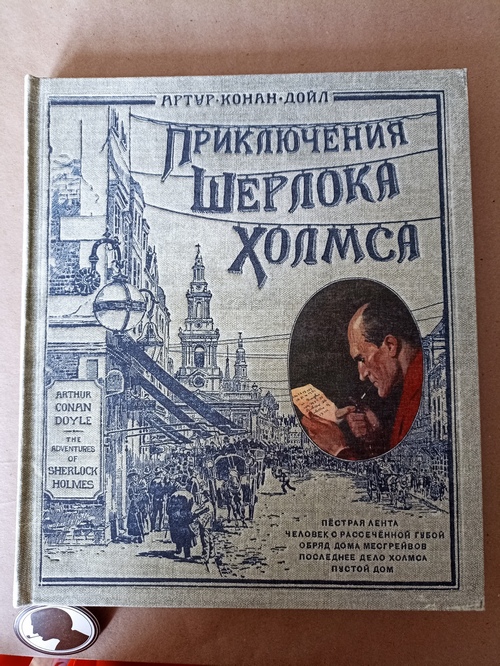 АРТУР·КОНАН·ДОЙЛ
ПРИКЛЮЧЕНИЯ
ШЕРЛОКА
ХОЛМСА
ARTHUR
CONAN
DOYLE
THE
ADVENTURES
OF
SHERLOCK
HOLMES
ПЁСТРАЯ ЛЕНТА
ЧЕЛОВЕК С РАССЕЧЁННОЙ ГУБОЙ
ОБРЯД ДОМА МЕСГРЕЙВОВ
ПОСЛЕДНЕЕ ДЕЛО ХОЛМСА
ПУСТОЙ ДОМ